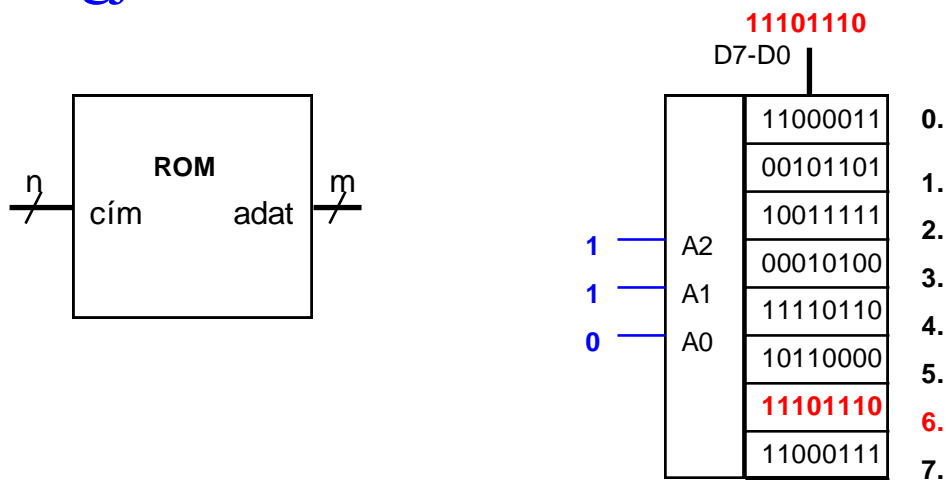 ROM
n
m
cím
adat
11101110
D7-D0
11000011 0.
00101101 1.
10011111 2.
00010100 3.
11110110 4.
10110000 5.
11101110 6.
11000111 7.
1 A2
1 A1
0 A0